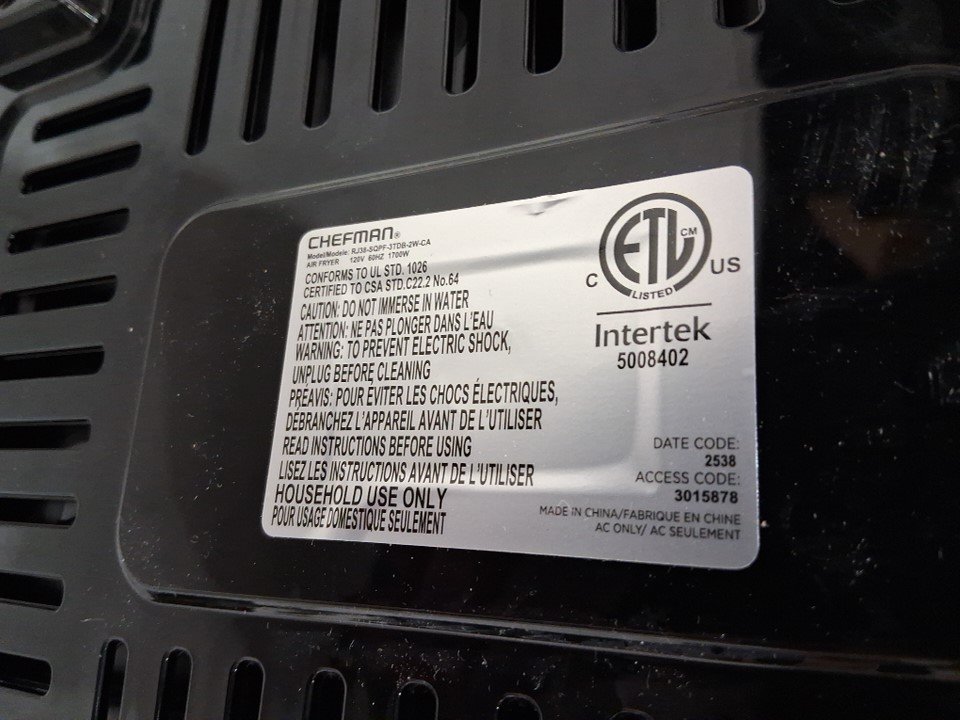 CHEFMAN®
Model/Modele: RJ38-SQPF-3TDB-2W-CA
AIR FRYER 120V 60HZ 1700W
CONFORMS TO UL STD. 1026
CERTIFIED TO CSA STD.C22.2 No.64
CAUTION: DO NOT IMMERSE IN WATER
ATTENTION: NE PAS PLONGER DANS L'EAU
WARNING: TO PREVENT ELECTRIC SHOCK,
UNPLUG BEFORE CLEANING
PREAVIS: POUR EVITER LES CHOCS ÉLECTRIQUES,
DÉBRANCHEZ L'APPAREIL AVANT DE L'UTILISER
READ INSTRUCTIONS BEFORE USING
LISEZ LES INSTRUCTIONS AVANT DE L'UTILISER
HOUSEHOLD USE ONLY
POUR USAGE DOMESTIQUE SEULEMENT
ETL CM
C US
LISTED
Intertek
5008402
DATE CODE:
2538
ACCESS CODE:
3015878
MADE IN CHINA/FABRIQUE EN CHINE
AC ONLY/ AC SEULEMENT